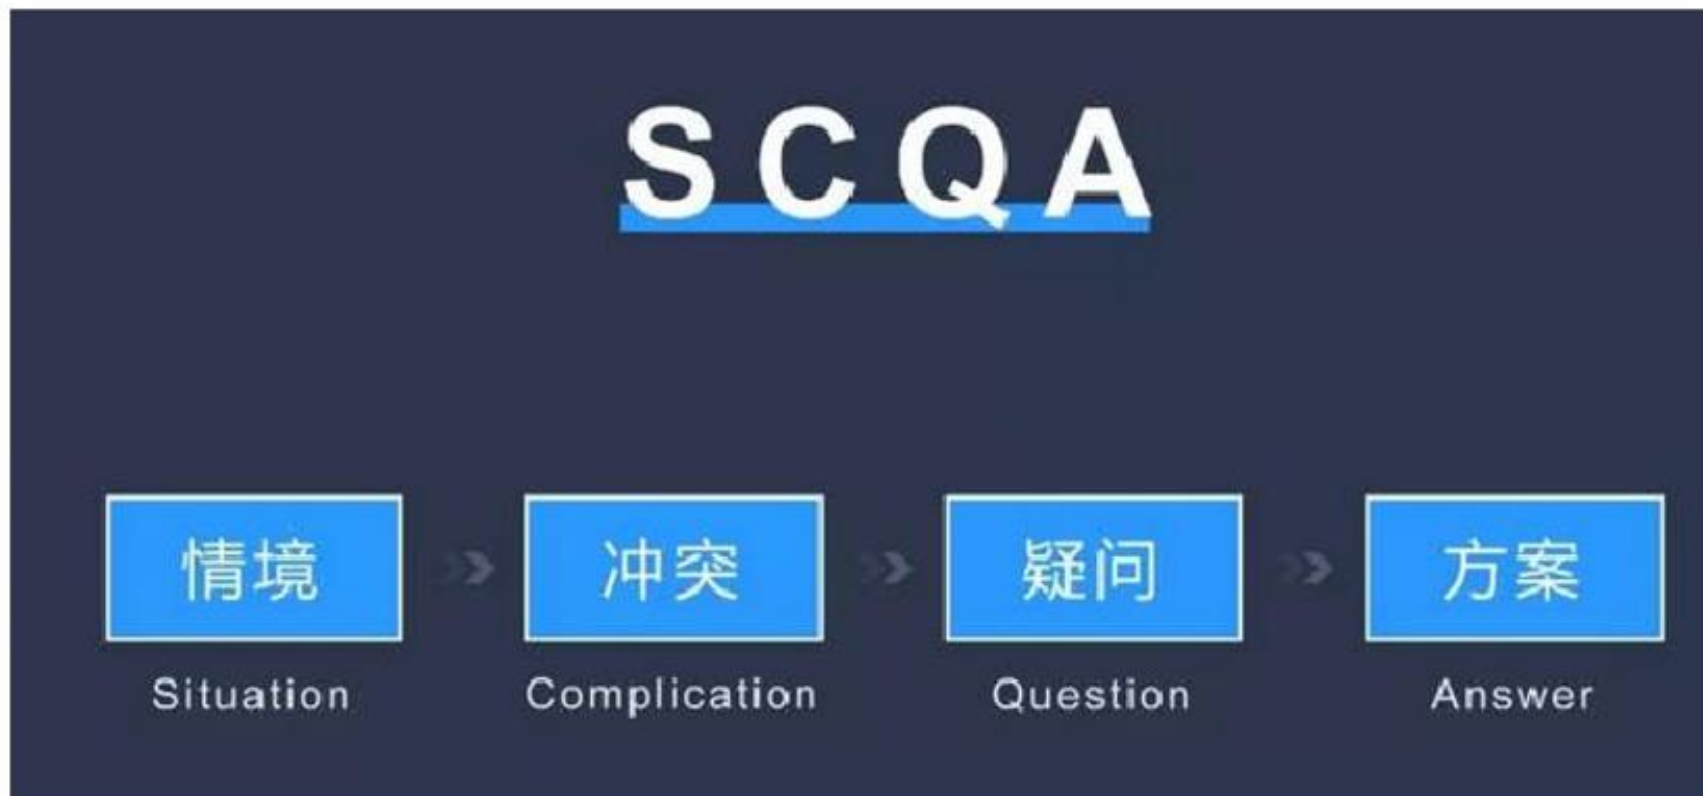 SCQA
情境 冲突 疑问 方案
Situation Complication Question Answer